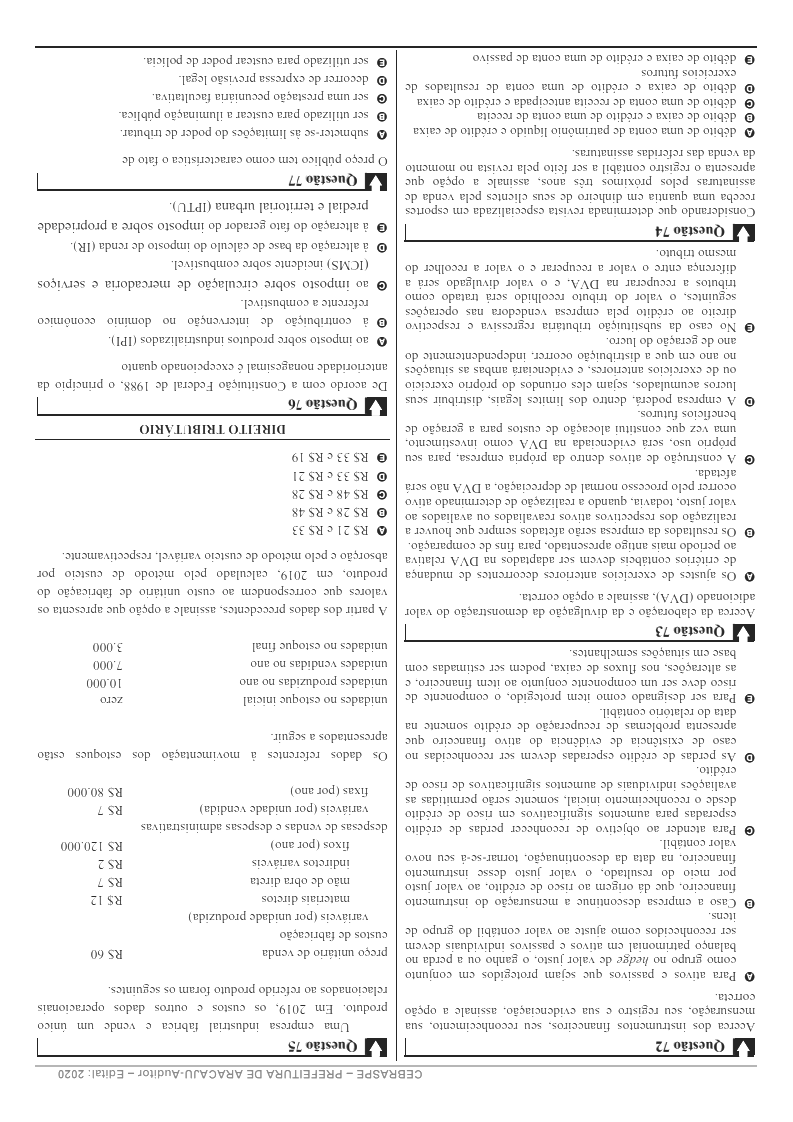 CEBRASPE – PREFEITURA DE ARACAJU-Auditor – Edital: 2020
Questão 72
Acerca dos instrumentos financeiros, seu reconhecimento, sua
mensuração, seu registro e sua evidenciação, assinale a opção
correta.
A Para ativos e passivos que sejam protegidos em conjunto
como grupo no hedge de valor justo, o ganho ou a perda no
balanço patrimonial em ativos e passivos individuais devem
ser reconhecidos como ajuste ao valor contábil do grupo de
itens.
B Caso a empresa descontinue a mensuração do instrumento
financeiro, que dá origem ao risco de crédito, ao valor justo
por meio do resultado, o valor justo desse instrumento
financeiro, na data da descontinuação, tornar-se-á seu novo
valor contábil.
C Para atender ao objetivo de reconhecer perdas de crédito
esperadas para aumentos significativos em risco de crédito
desde o reconhecimento inicial, somente serão permitidas as
avaliações individuais de aumentos significativos de risco de
crédito.
D As perdas de crédito esperadas devem ser reconhecidas no
caso de existência de evidência do ativo financeiro que
apresenta problemas de recuperação de crédito somente na
data do relatório contábil.
E Para ser designado como item protegido, o componente de
risco deve ser um componente conjunto ao item financeiro, e
as alterações, nos fluxos de caixa, podem ser estimadas com
base em situações semelhantes.
Questão 73
Acerca da elaboração e da divulgação da demonstração do valor
adicionado (DVA), assinale a opção correta.
A Os ajustes de exercícios anteriores decorrentes de mudança
de critérios contábeis devem ser adaptados na DVA relativa
ao período mais antigo apresentado, para fins de comparação.
B Os resultados da empresa serão afetados sempre que houver a
realização dos respectivos ativos reavaliados ou avaliados ao
valor justo, todavia, quando a realização de determinado ativo
ocorrer pelo processo normal de depreciação, a DVA não será
afetada.
C A construção de ativos dentro da própria empresa, para seu
próprio uso, será evidenciada na DVA como investimento,
uma vez que constitui alocação de custos para a geração de
benefícios futuros.
D A empresa poderá, dentro dos limites legais, distribuir seus
lucros acumulados, sejam eles oriundos do próprio exercício
ou de exercícios anteriores, e evidenciará ambas as situações
no ano em que a distribuição ocorrer, independentemente do
ano de geração do lucro.
E No caso da substituição tributária regressiva e respectivo
direito ao crédito pela empresa vendedora nas operações
seguintes, o valor do tributo recolhido será tratado como
tributos a recuperar na DVA, e o valor divulgado será a
diferença entre o valor a recuperar e o valor a recolher do
mesmo tributo.
Questão 74
Considerando que determinada revista especializada em esportes
receba uma quantia em dinheiro de seus clientes pela venda de
assinaturas pelos próximos três anos, assinale a opção que
apresenta o registro contábil a ser feito pela revista no momento
da venda das referidas assinaturas.
A débito de uma conta de patrimônio líquido e crédito de caixa
B débito de caixa e crédito de uma conta de receita
C débito de uma conta de receita antecipada e crédito de caixa
D débito de caixa e crédito de uma conta de resultados de
exercícios futuros
E débito de caixa e crédito de uma conta de passivo
Questão 75
Uma empresa industrial fabrica e vende um único
produto. Em 2019, os custos e outros dados operacionais
relacionados ao referido produto foram os seguintes.
preço unitário de venda R$ 60
custos de fabricação
variáveis (por unidade produzida)
materiais diretos R$ 12
mão de obra direta R$ 7
indiretos variáveis R$ 2
fixos (por ano) R$ 120.000
despesas de vendas e despesas administrativas
variáveis (por unidade vendida) R$ 7
fixas (por ano) R$ 80.000
Os dados referentes à movimentação dos estoques estão
apresentados a seguir.
unidades no estoque inicial zero
unidades produzidas no ano 10.000
unidades vendidas no ano 7.000
unidades no estoque final 3.000
A partir dos dados precedentes, assinale a opção que apresenta os
valores que correspondem ao custo unitário de fabricação do
produto, em 2019, calculado pelo método de custeio por
absorção e pelo método de custeio variável, respectivamente.
A R$ 21 e R$ 33
B R$ 28 e R$ 48
C R$ 48 e R$ 28
D R$ 33 e R$ 21
E R$ 33 e R$ 19
DIREITO TRIBUTÁRIO
Questão 76
De acordo com a Constituição Federal de 1988, o princípio da
anterioridade nonagesimal é excepcionado quanto
A ao imposto sobre produtos industrializados (IPI).
B à contribuição de intervenção no domínio econômico
referente a combustível.
C ao imposto sobre circulação de mercadoria e serviços
(ICMS) incidente sobre combustível.
D à alteração da base de cálculo do imposto de renda (IR).
E à alteração do fato gerador do imposto sobre a propriedade
predial e territorial urbana (IPTU).
Questão 77
O preço público tem como característica o fato de
A submeter-se às limitações do poder de tributar.
B ser utilizado para custear a iluminação pública.
C ser uma prestação pecuniária facultativa.
D decorrer de expressa previsão legal.
E ser utilizado para custear poder de polícia.